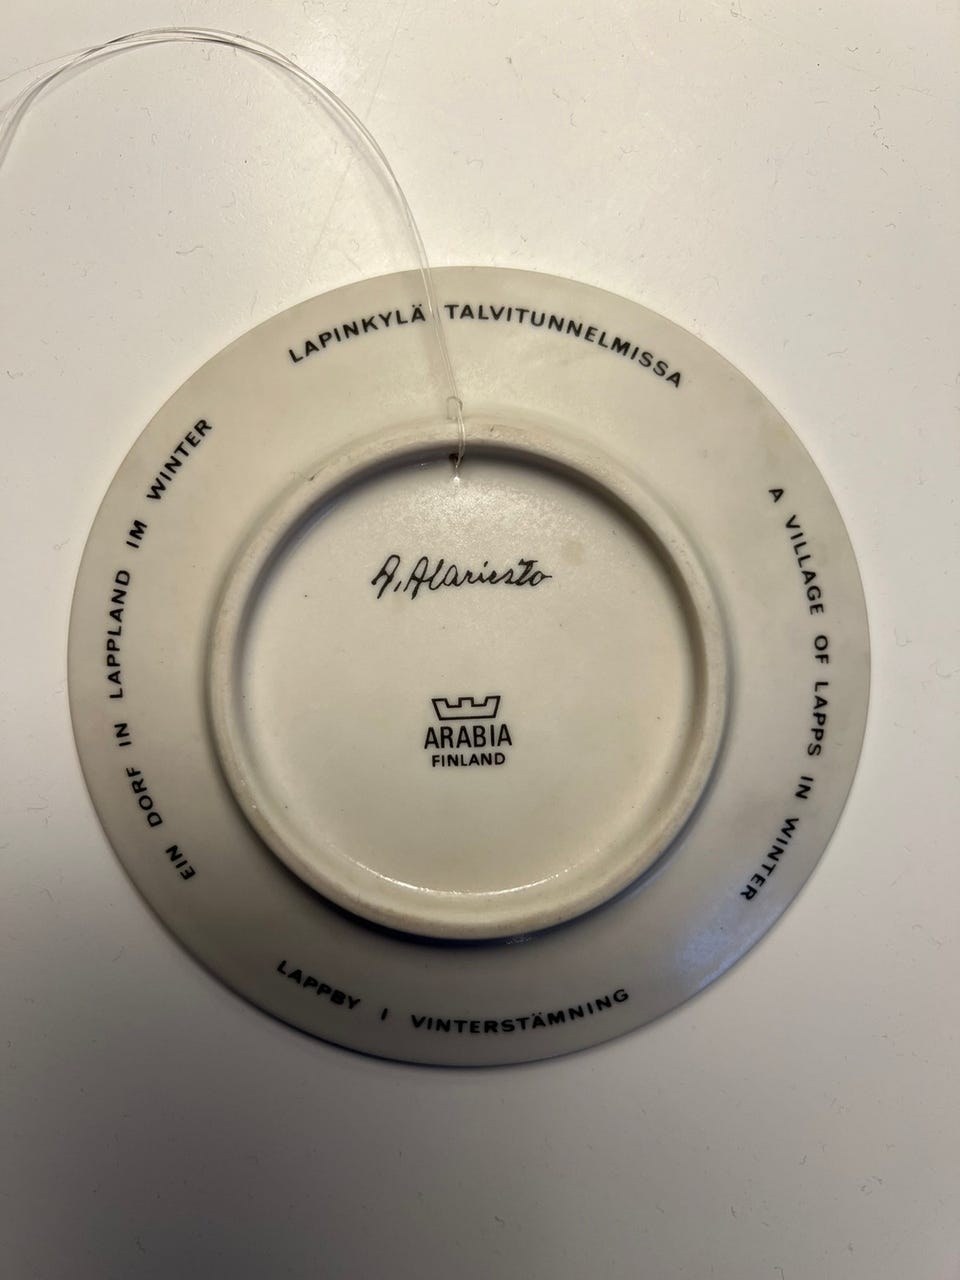 LAPINKYLÄ TALVITUNNELMISSA
A VILLAGE OF LAPPS IN WINTER
LAPPBY I VINTERSTÄMNING
EIN DORF IN LAPPLAND IM WINTER
A. Alariesto
ARABIA
FINLAND